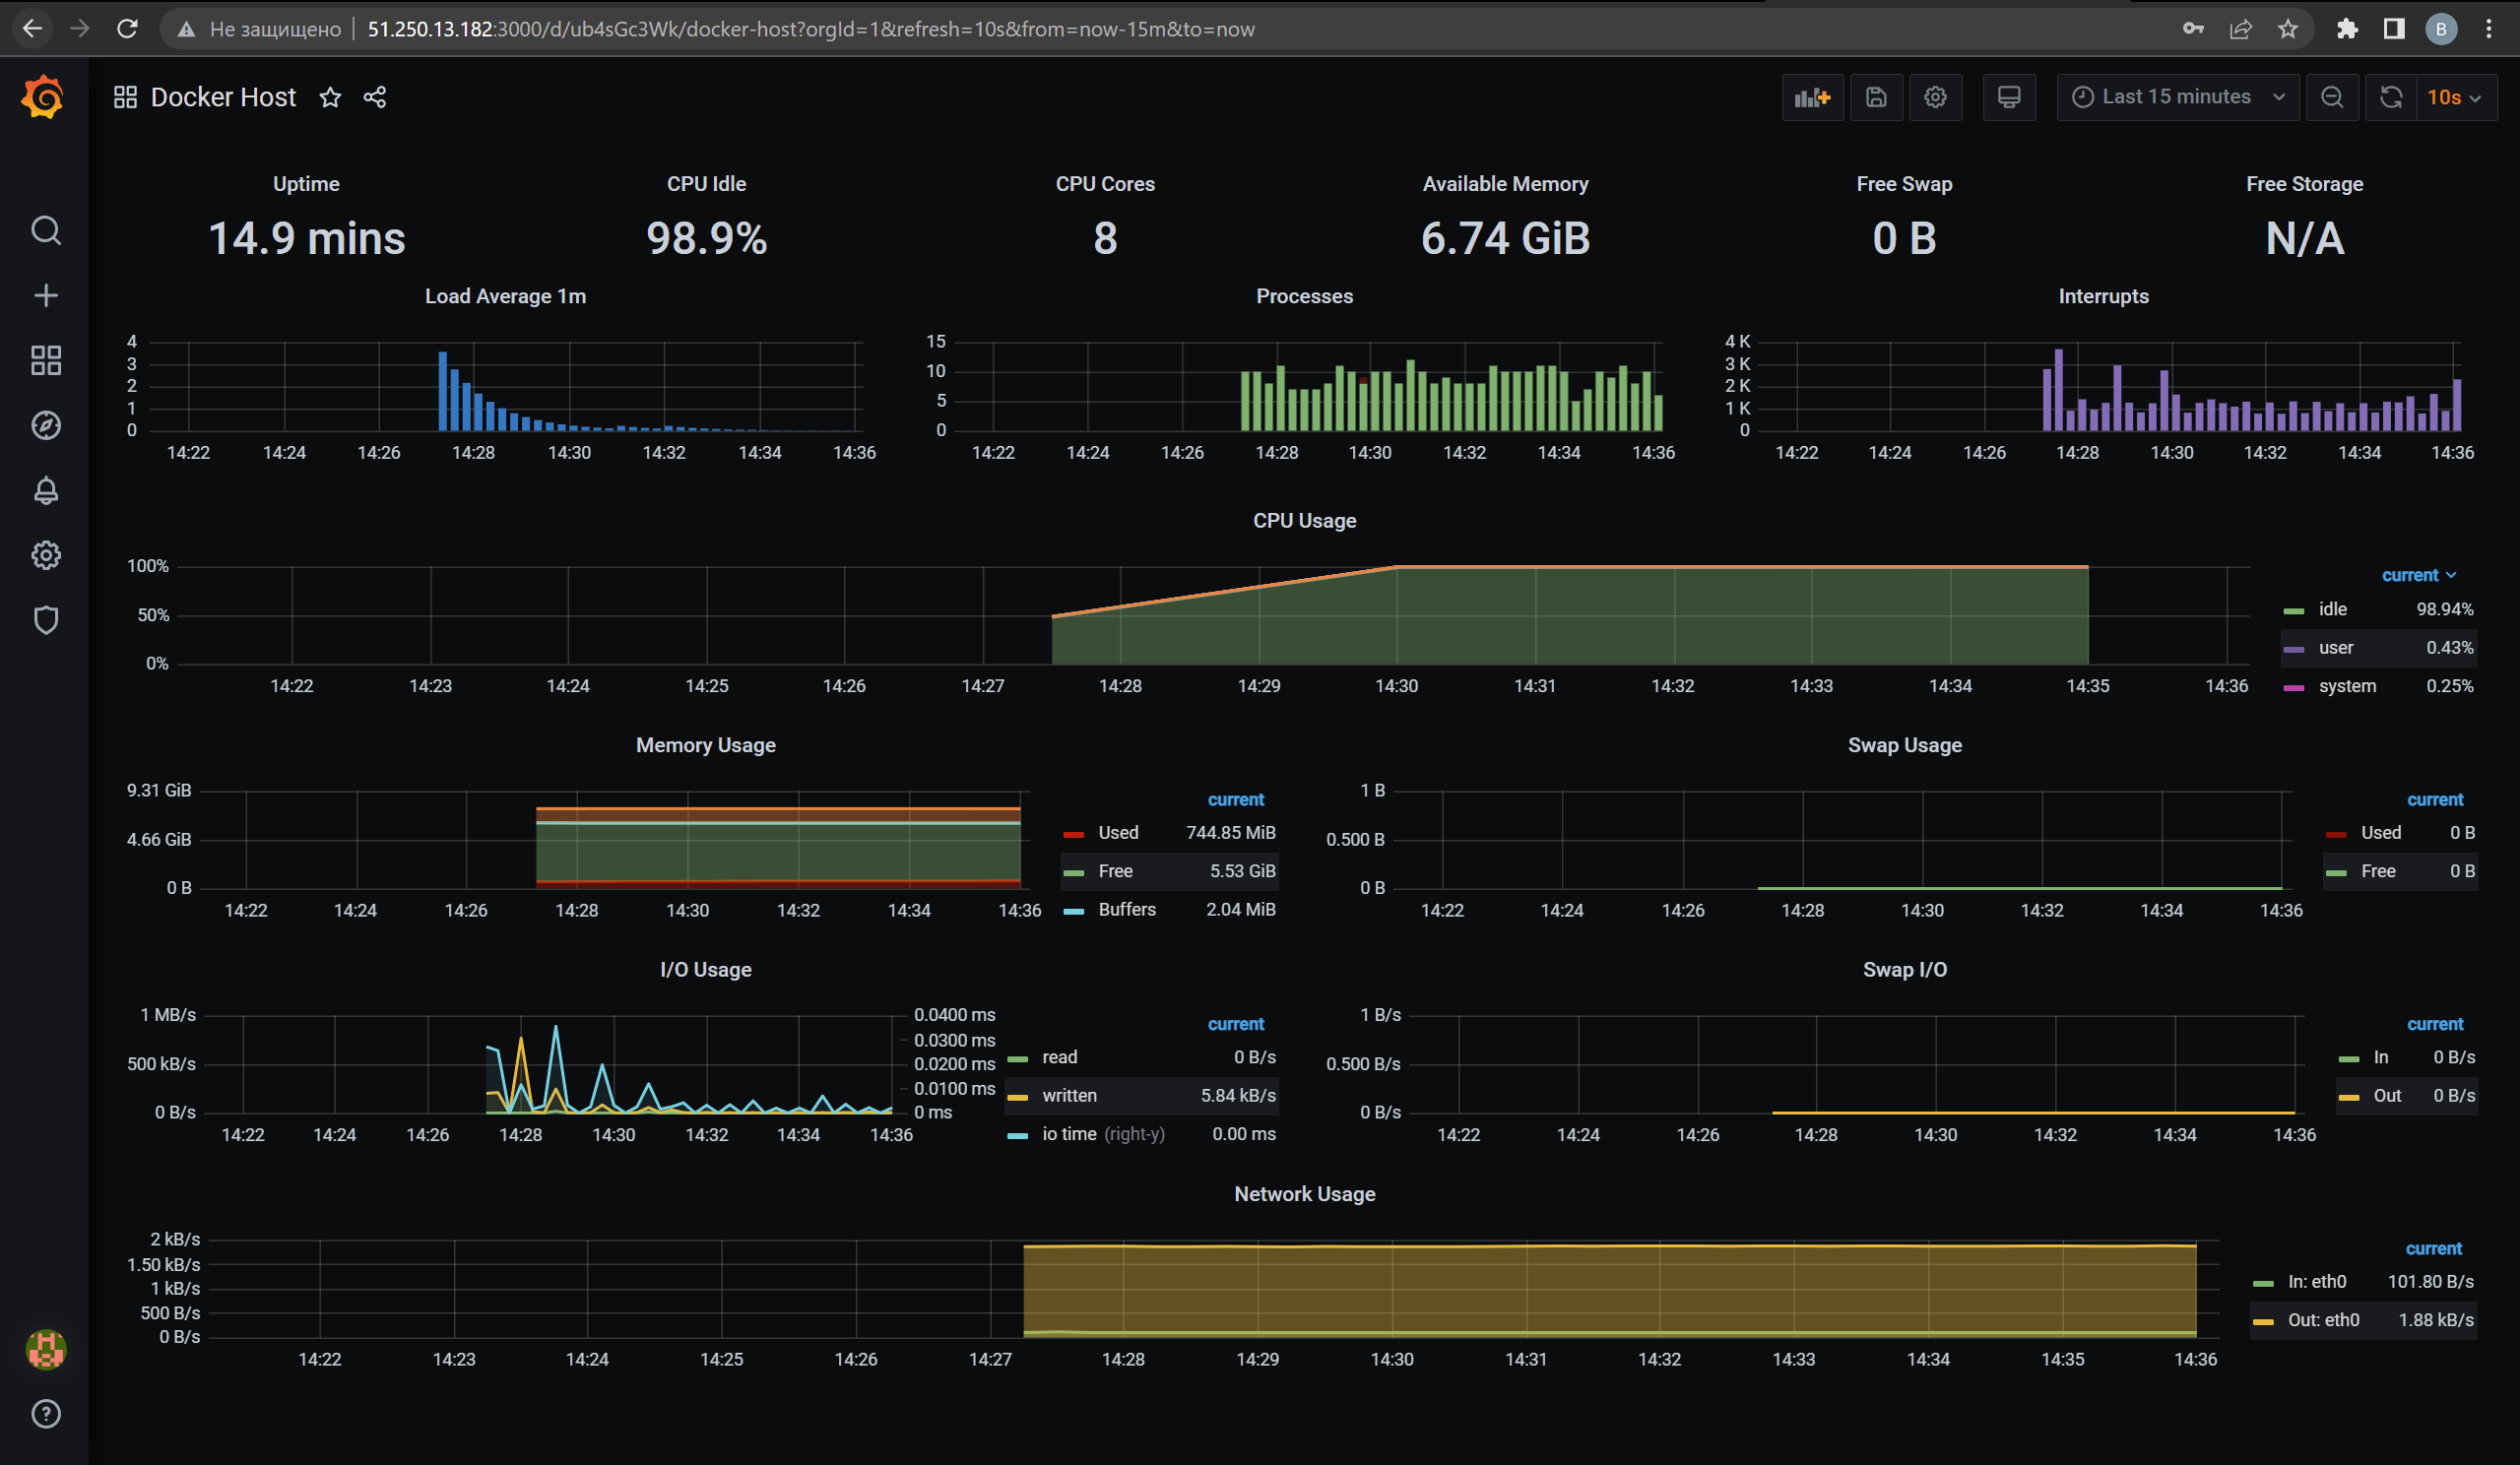 Не защищено 51.250.13.182:3000/d/ub4sGc3Wk/docker-host?orgId=1&refresh=10s&from=now-15m&to=now B
Docker Host Last 15 minutes 10s
Uptime CPU Idle CPU Cores Available Memory Free Swap Free Storage
14.9 mins 98.9% 8 6.74 GiB 0 B N/A
Load Average 1m
4
3
2
1
0
14:22 14:24 14:26 14:28 14:30 14:32 14:34 14:36
Processes
15
10
5
0
14:22 14:24 14:26 14:28 14:30 14:32 14:34 14:36
Interrupts
4 K
3 K
2 K
1 K
0
14:22 14:24 14:26 14:28 14:30 14:32 14:34 14:36
CPU Usage
100%
50%
0%
14:22 14:23 14:24 14:25 14:26 14:27 14:28 14:29 14:30 14:31 14:32 14:33 14:34 14:35 14:36
current
idle 98.94%
user 0.43%
system 0.25%
Memory Usage
9.31 GiB
4.66 GiB
0 B
14:22 14:24 14:26 14:28 14:30 14:32 14:34 14:36
current
Used 744.85 MiB
Free 5.53 GiB
Buffers 2.04 MiB
Swap Usage
1 B
0.500 B
0 B
14:22 14:24 14:26 14:28 14:30 14:32 14:34 14:36
current
Used 0 B
Free 0 B
I/O Usage
1 MB/s
500 kB/s
0 B/s
0.0400 ms
0.0300 ms
0.0200 ms
0.0100 ms
0 ms
14:22 14:24 14:26 14:28 14:30 14:32 14:34 14:36
current
read 0 B/s
written 5.84 kB/s
io time (right-y) 0.00 ms
Swap I/O
1 B/s
0.500 B/s
0 B/s
14:22 14:24 14:26 14:28 14:30 14:32 14:34 14:36
current
In 0 B/s
Out 0 B/s
Network Usage
2 kB/s
1.50 kB/s
1 kB/s
500 B/s
0 B/s
14:22 14:23 14:24 14:25 14:26 14:27 14:28 14:29 14:30 14:31 14:32 14:33 14:34 14:35 14:36
current
In: eth0 101.80 B/s
Out: eth0 1.88 kB/s